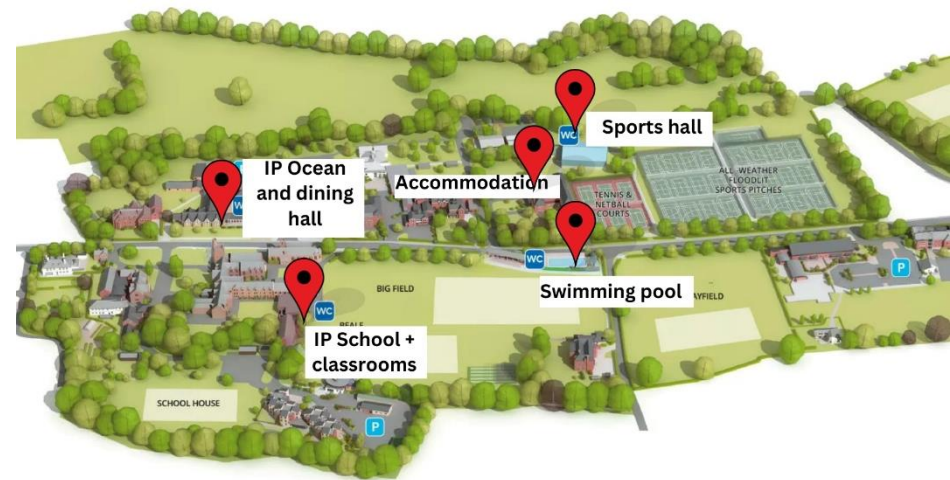 WC
Sports hall
IP Ocean
and dining
hall
WC
Accommodation
ALL WEATHER
FLOODLIT
SPORTS PITCHES
TENNIS &
NETBALL
COURTS
WC
P
Swimming pool
BIG FIELD
WC
IP School +
classrooms
SCHOOL HOUSE
P